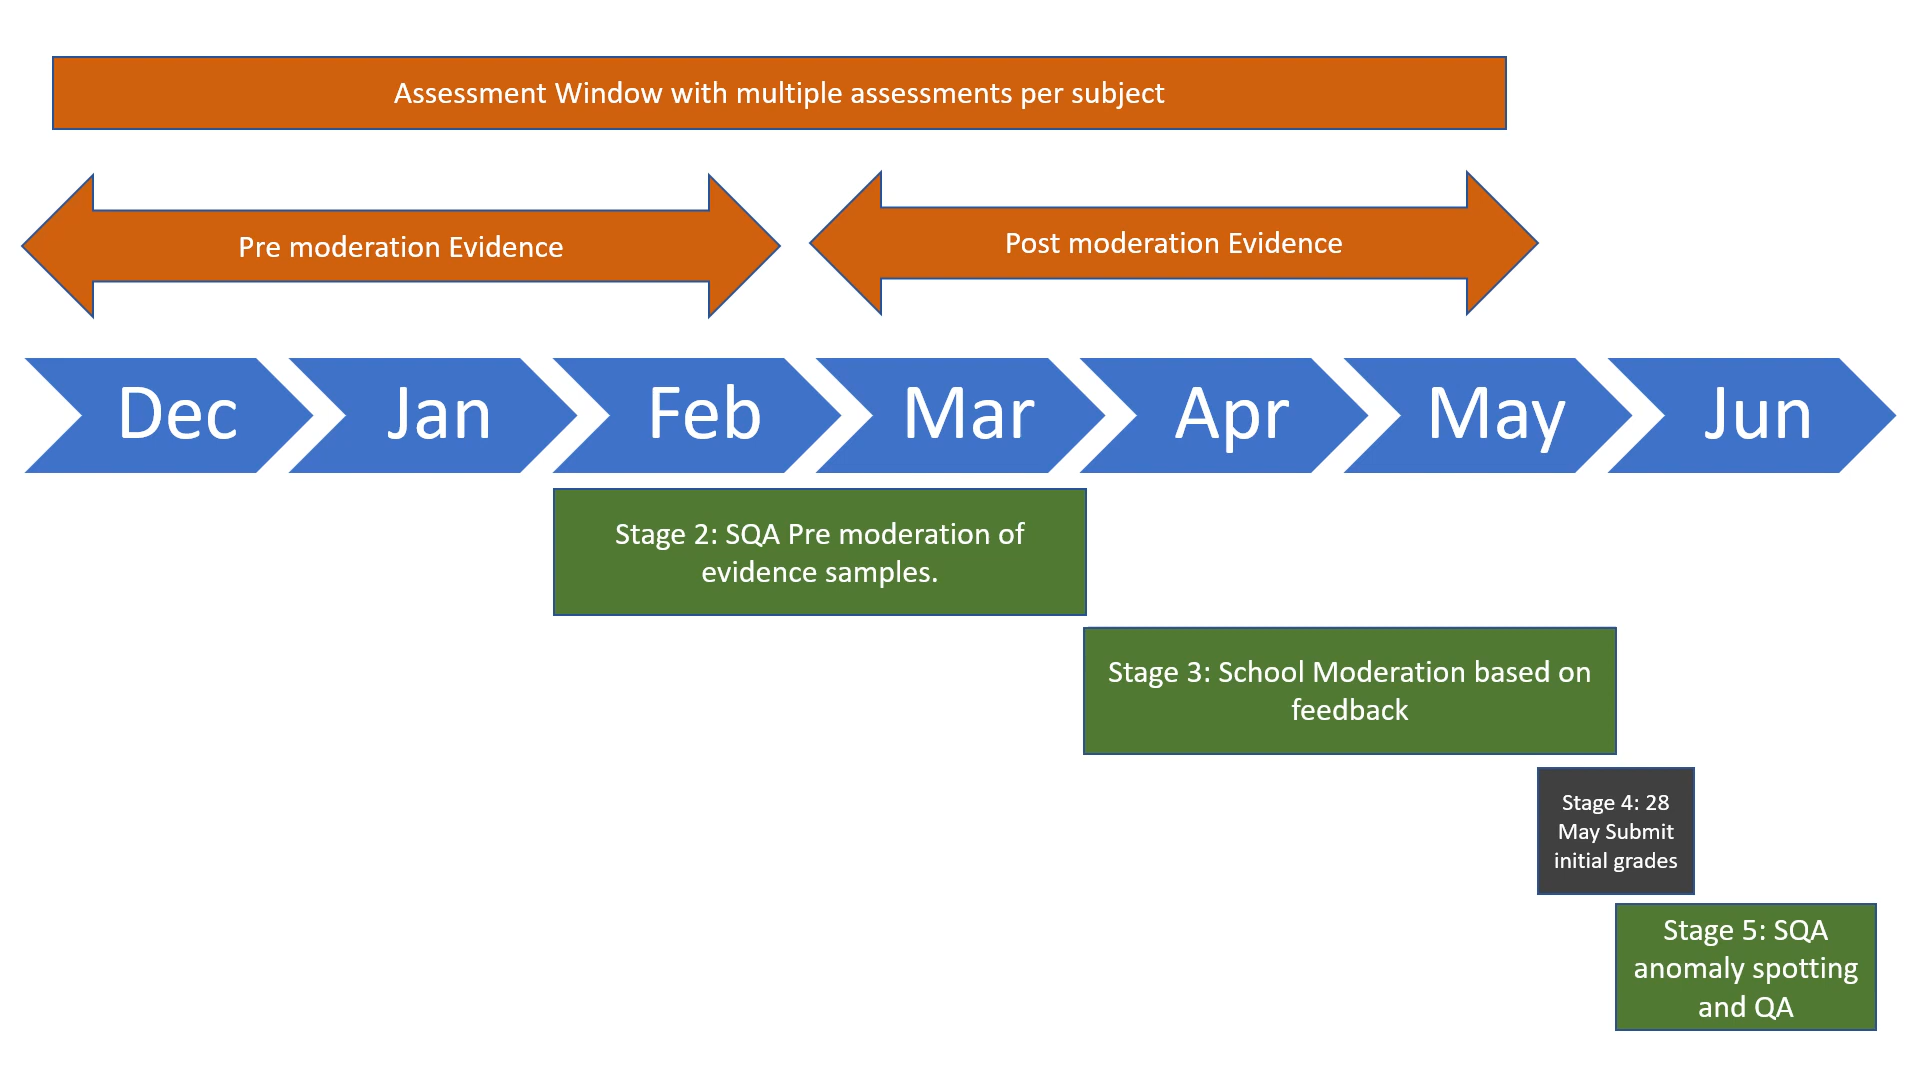 Assessment Window with multiple assessments per subject
Pre moderation Evidence
Post moderation Evidence
Dec
Jan
Feb
Mar
Apr
May
Jun
Stage 2: SQA Pre moderation of
evidence samples.
Stage 3: School Moderation based on
feedback
Stage 4: 28
May Submit
initial grades
Stage 5: SQA
anomaly spotting
and QA